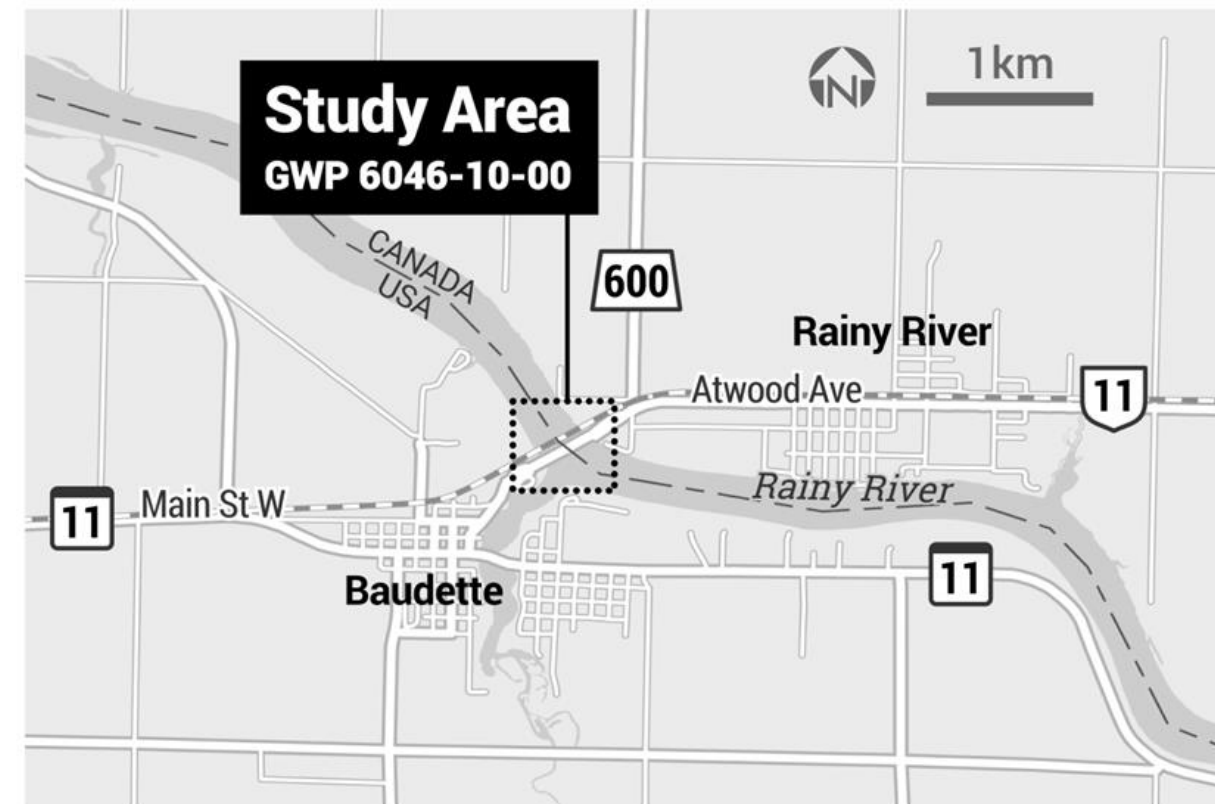 1km
N
Study Area
GWP 6046-10-00
CANADA
USA
600
Rainy River
Atwood Ave
11
Rainy River
Main St W
11
11
Baudette